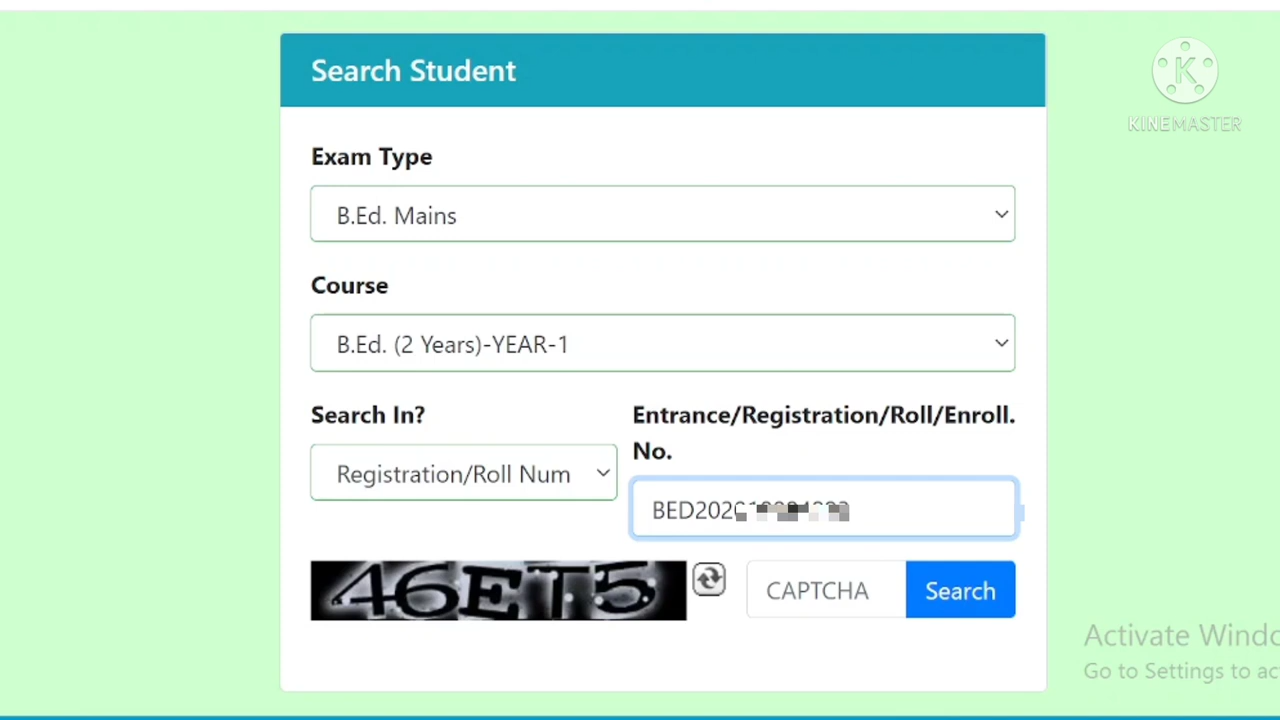 Search Student
KINEMASTER
Exam Type
B.Ed. Mains
Course
B.Ed. (2 Years)-YEAR-1
Search In?
Entrance/Registration/Roll/Enroll.
No.
Registration/Roll Num
46ET5
CAPTCHA
Search
Activate Windo
Go to Settings to ac